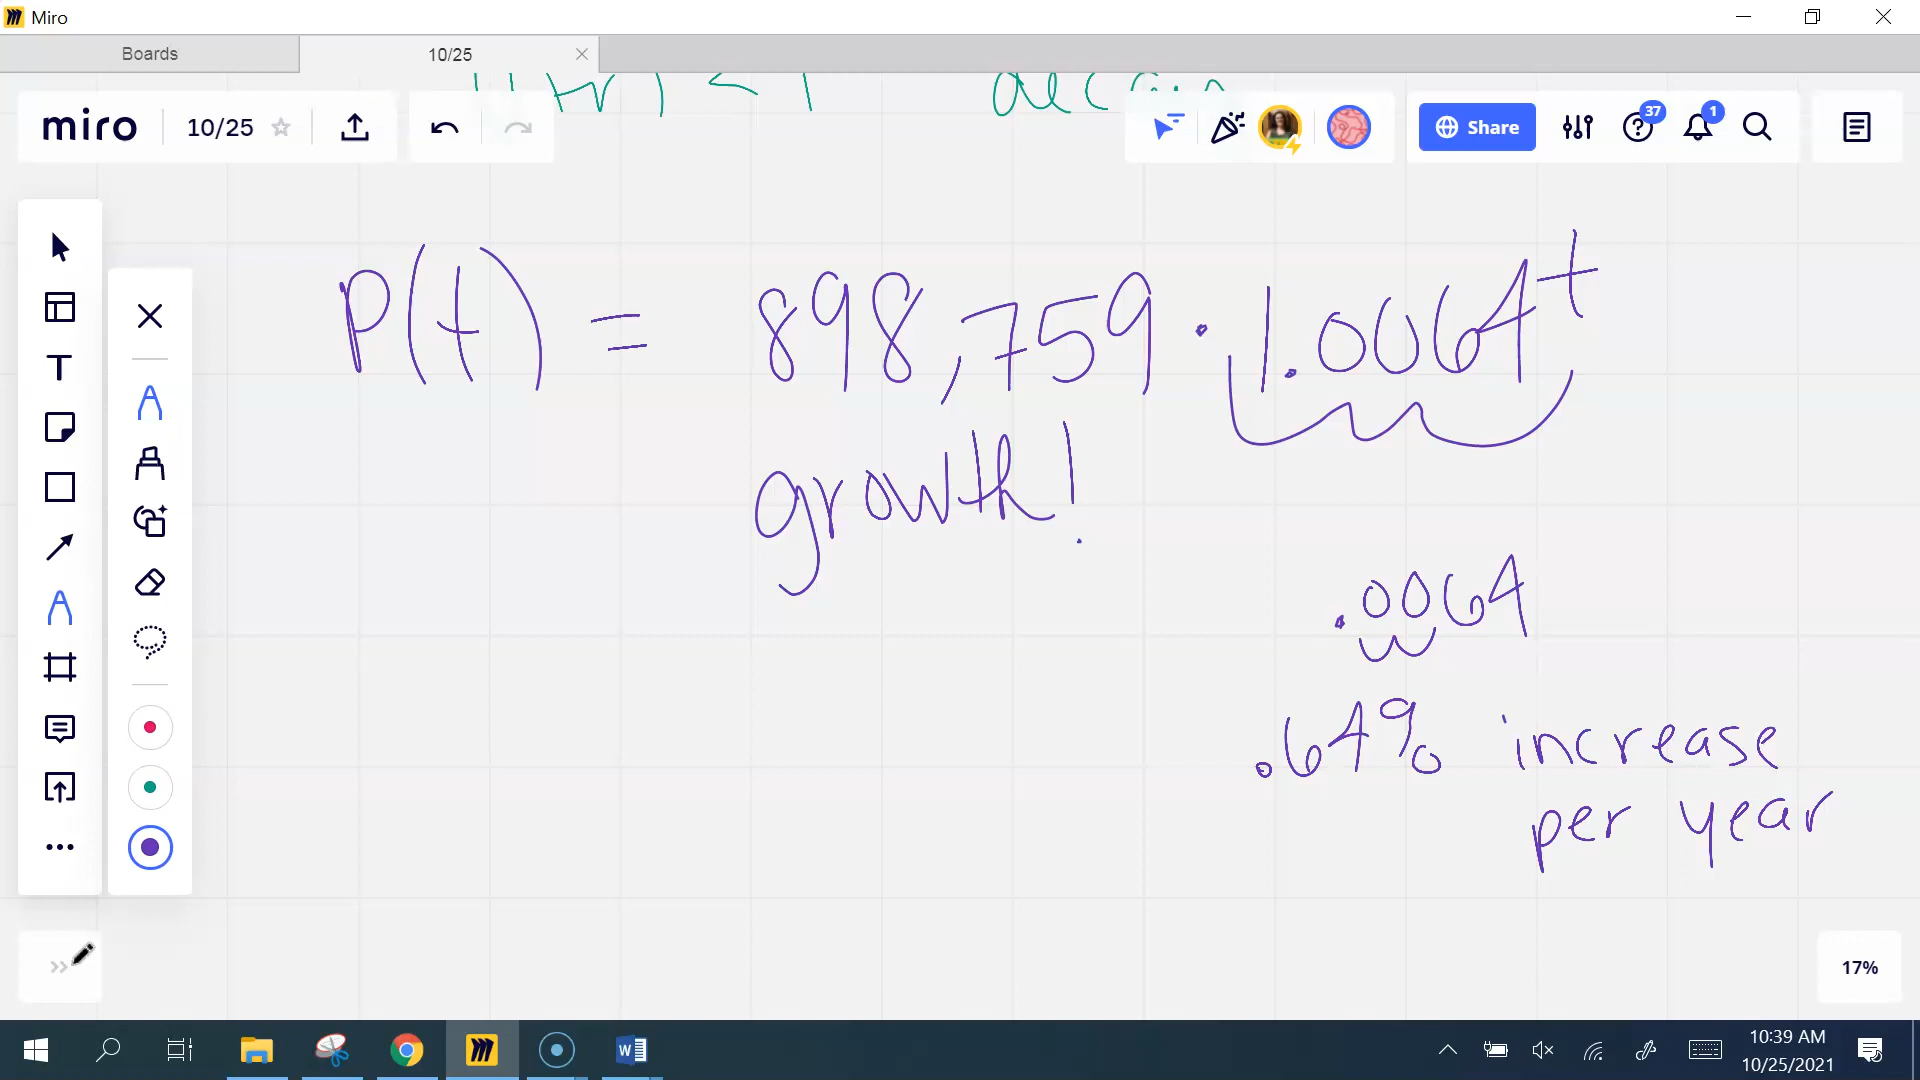 Miro
Boards
10/25
miro
10/25
Share
37
1
P(t) = 898,759 · 1.0064^t
growth!
.0064
.64% increase
per year
T
17%
10:39 AM
10/25/2021